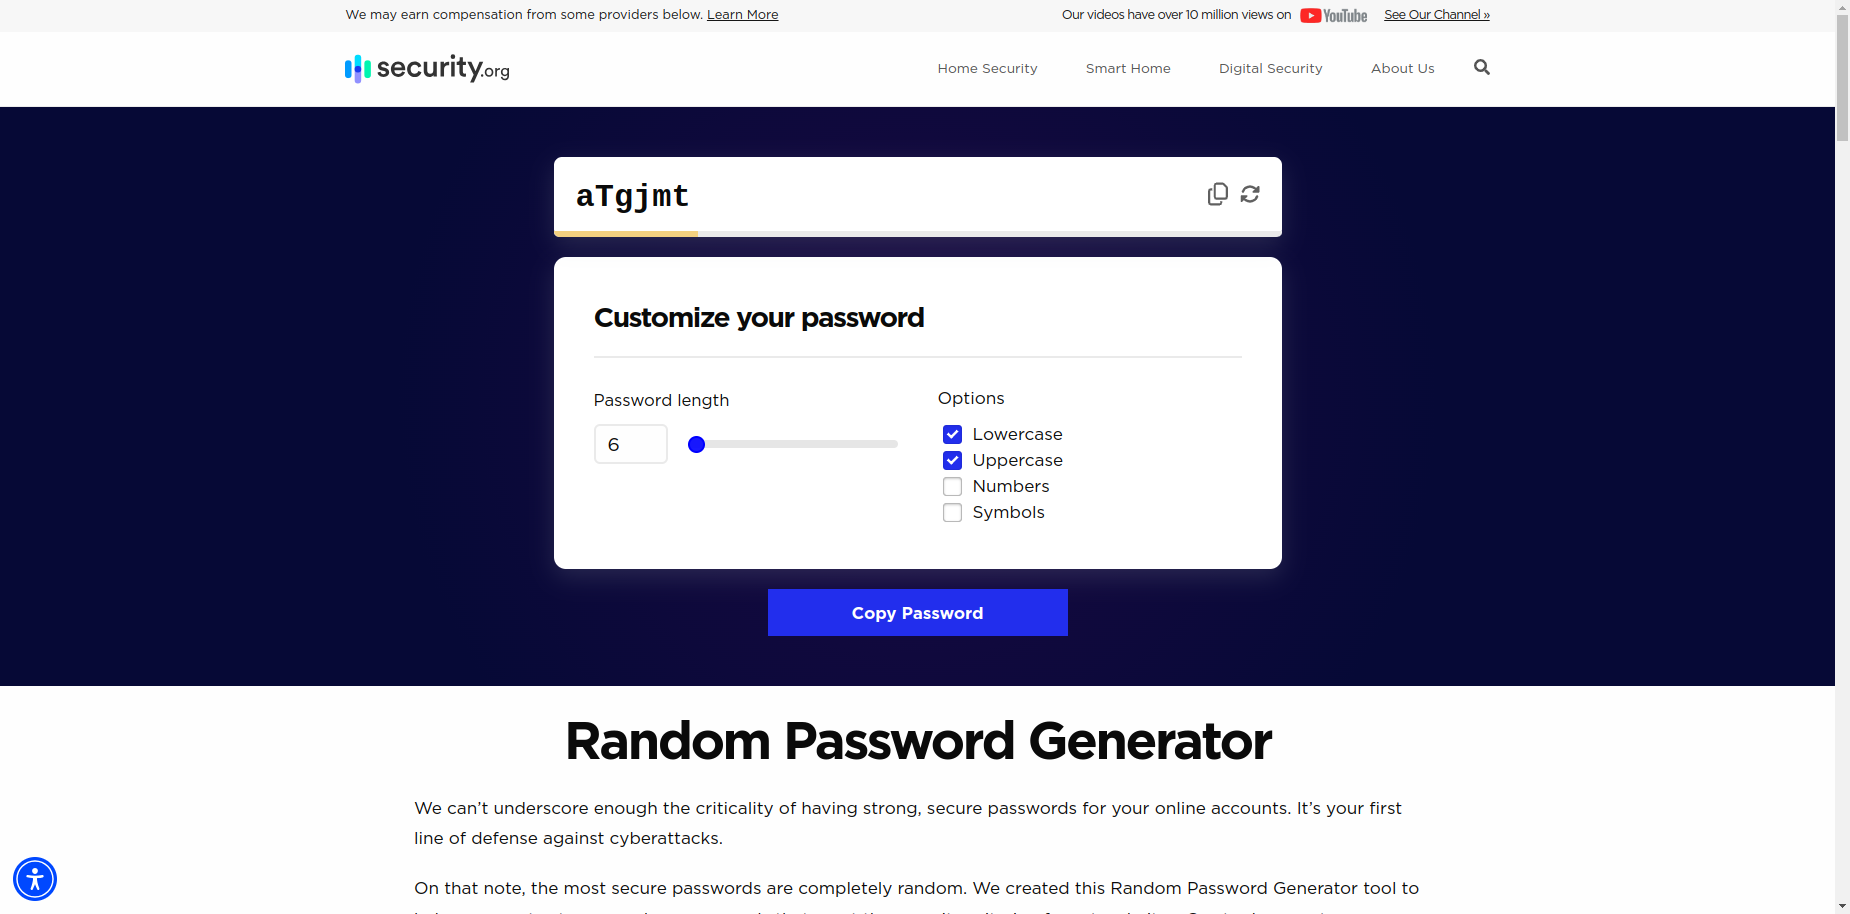 We may earn compensation from some providers below. Learn More
Our videos have over 10 million views on YouTube See Our Channel »
security.org
Home Security Smart Home Digital Security About Us
aTgjmt
Customize your password
Password length
6
Options
Lowercase
Uppercase
Numbers
Symbols
Copy Password
Random Password Generator
We can’t underscore enough the criticality of having strong, secure passwords for your online accounts. It’s your first
line of defense against cyberattacks.
On that note, the most secure passwords are completely random. We created this Random Password Generator tool to